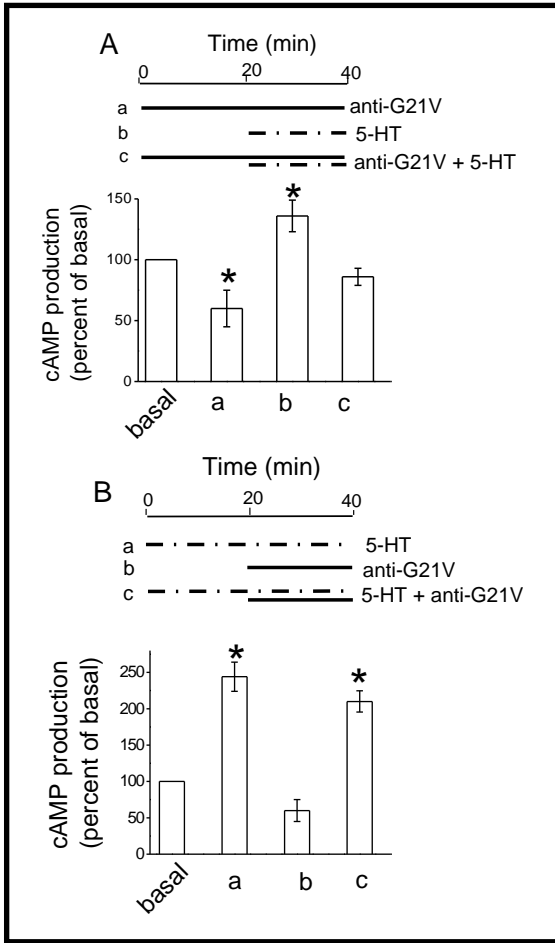 A
Time (min)
0 20 40
a anti-G21V
b 5-HT
c anti-G21V + 5-HT
cAMP production
(percent of basal)
150
100
50
0
* *
basal a b c
B
Time (min)
0 20 40
a 5-HT
b anti-G21V
c 5-HT + anti-G21V
cAMP production
(percent of basal)
250
200
150
100
50
0
* *
basal a b c